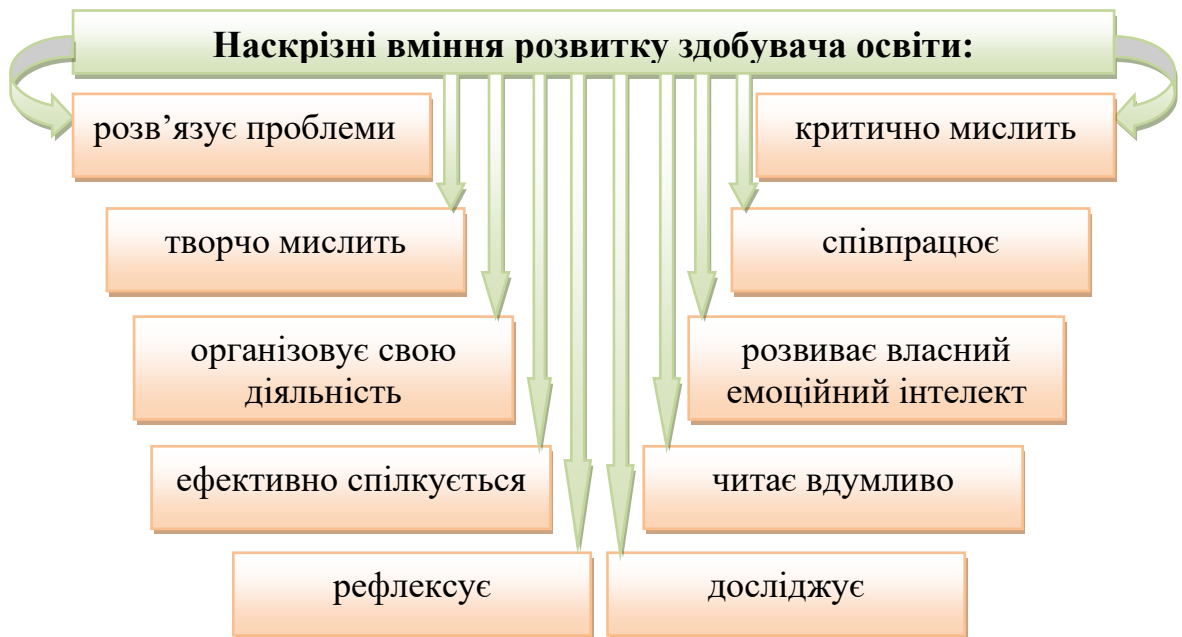 Наскрізні вміння розвитку здобувача освіти:
розв’язує проблеми
критично мислить
творчо мислить
співпрацює
організовує свою
діяльність
розвиває власний
емоційний інтелект
ефективно спілкується
читає вдумливо
рефлексує
досліджує